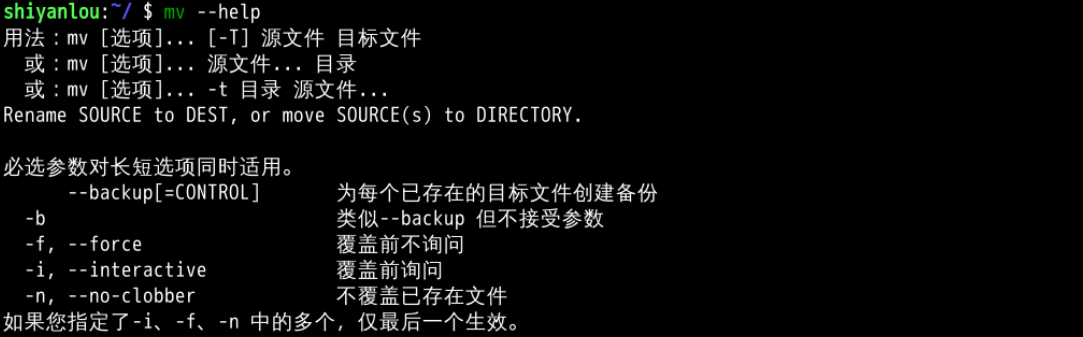 shiyanlou:~/ $ mv --help
用法：mv [选项]... [-T] 源文件 目标文件
  或：mv [选项]... 源文件... 目录
  或：mv [选项]... -t 目录 源文件...
Rename SOURCE to DEST, or move SOURCE(s) to DIRECTORY.

必选参数对长短选项同时适用。
      --backup[=CONTROL]       为每个已存在的目标文件创建备份
  -b                           类似--backup 但不接受参数
  -f, --force                  覆盖前不询问
  -i, --interactive            覆盖前询问
  -n, --no-clobber             不覆盖已存在文件
如果您指定了-i、-f、-n 中的多个，仅最后一个生效。